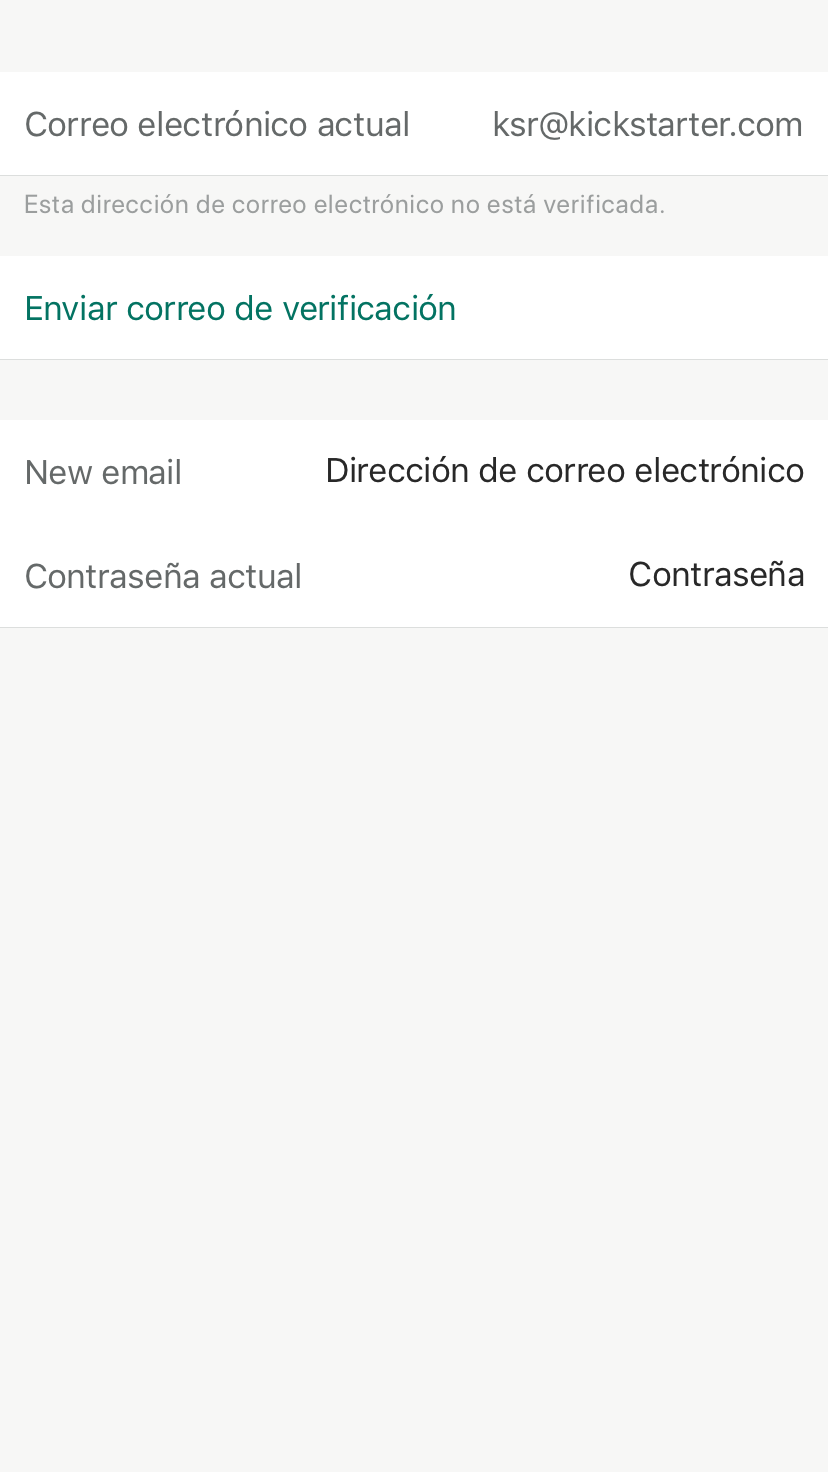 Correo electrónico actual ksr@kickstarter.com
Esta dirección de correo electrónico no está verificada.
Enviar correo de verificación
New email Dirección de correo electrónico
Contraseña actual Contraseña